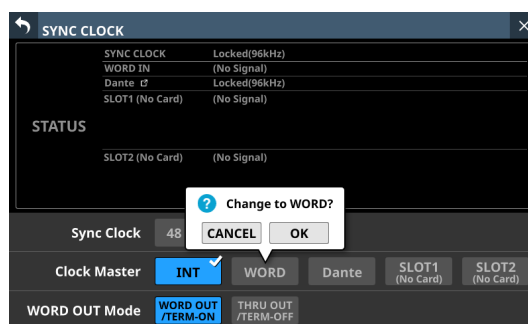 SYNC CLOCK
SYNC CLOCK Locked(96kHz)
WORD IN (No Signal)
Dante Locked(96kHz)
SLOT1 (No Card) (No Signal)
STATUS
SLOT2 (No Card) (No Signal)
Change to WORD?
CANCEL OK
Sync Clock 48
Clock Master INT WORD Dante SLOT1 (No Card) SLOT2 (No Card)
WORD OUT Mode WORD OUT /TERM-ON THRU OUT /TERM-OFF